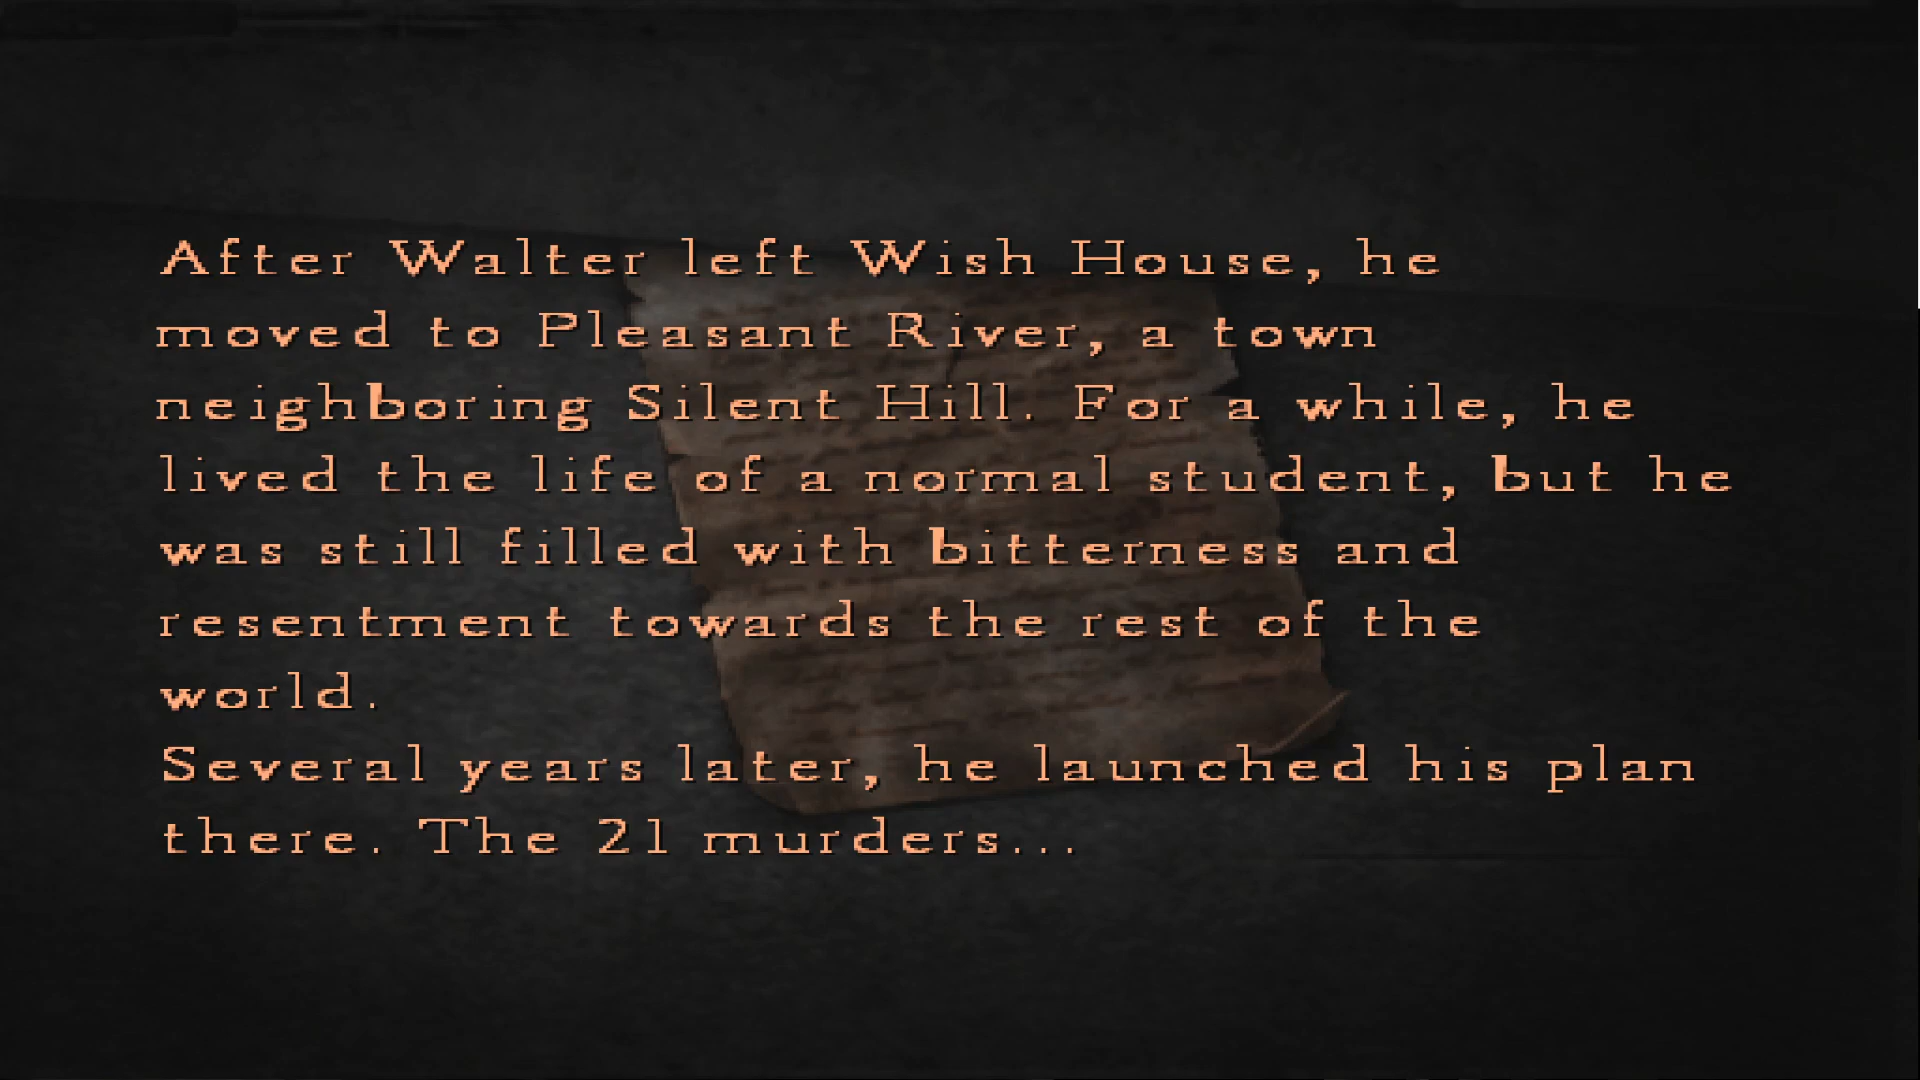 After Walter left Wish House, he
moved to Pleasant River, a town
neighboring Silent Hill. For a while, he
lived the life of a normal student, but he
was still filled with bitterness and
resentment towards the rest of the
world.
Several years later, he launched his plan
there. The 21 murders...